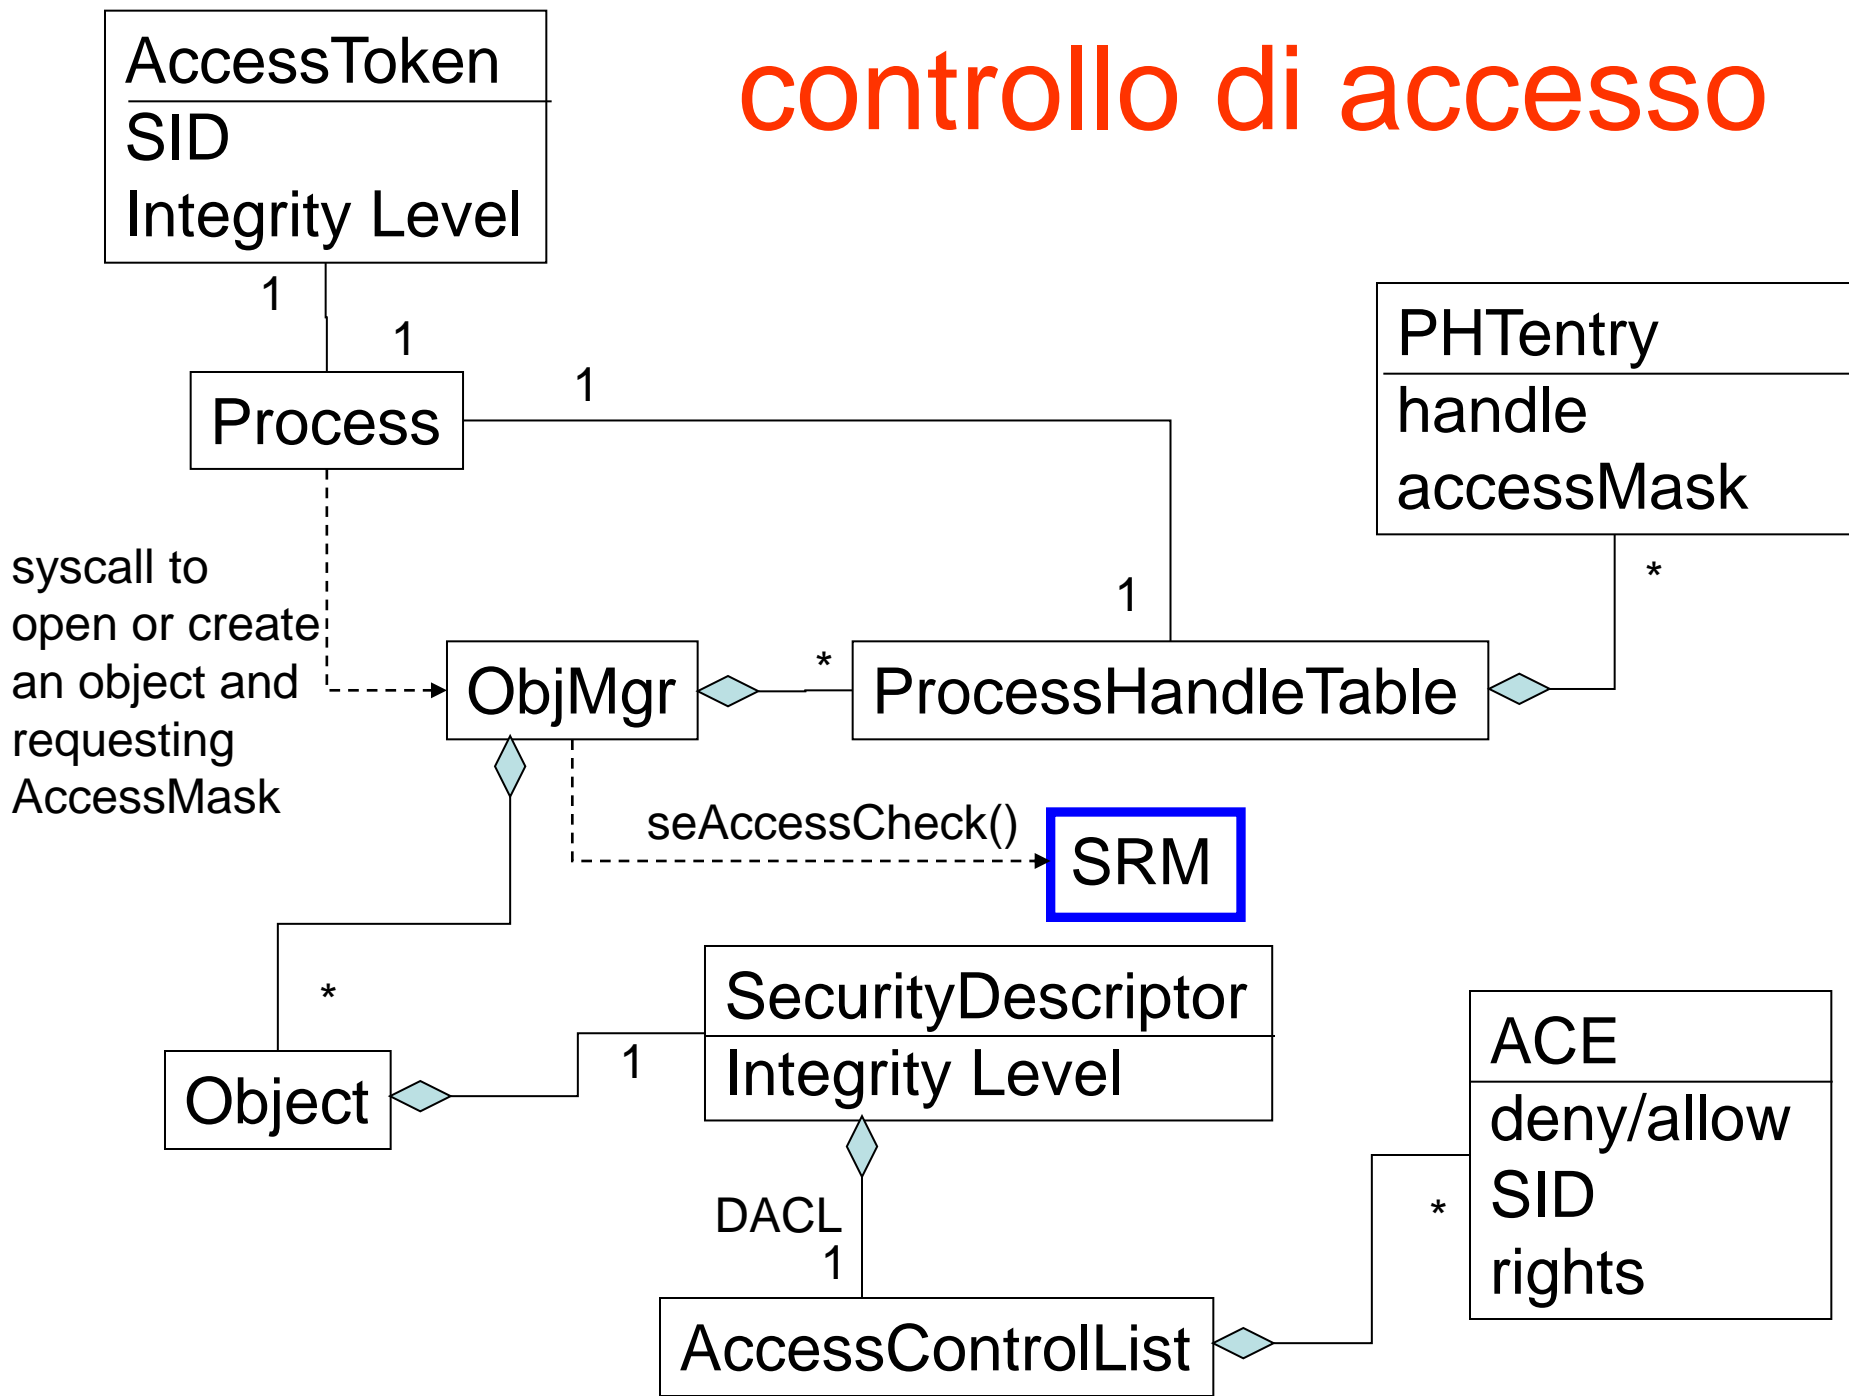 controllo di accesso
AccessToken
SID
Integrity Level
1
1
Process
1
1
PHTentry
handle
accessMask
*
syscall to
open or create
an object and
requesting
AccessMask
ObjMgr
*
ProcessHandleTable
seAccessCheck()
SRM
*
Object
1
SecurityDescriptor
Integrity Level
DACL
1
AccessControlList
*
ACE
deny/allow
SID
rights